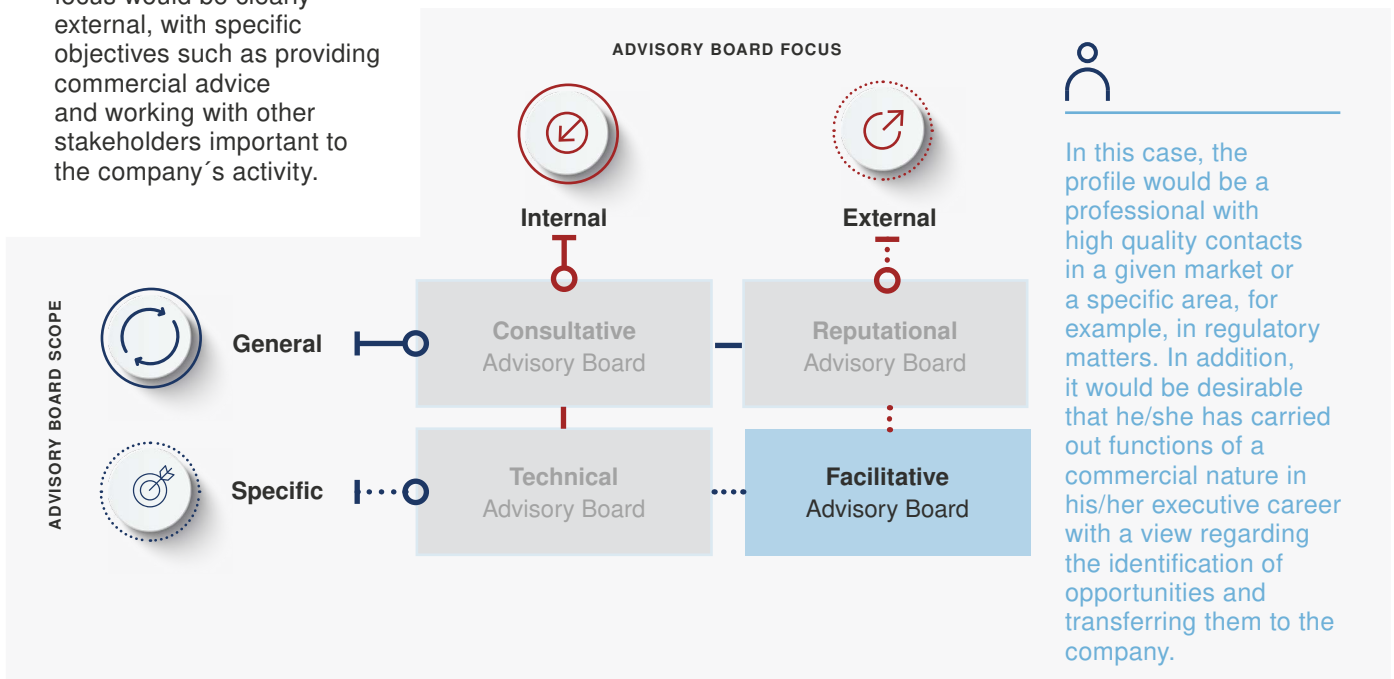 focus would be clearly
external, with specific
objectives such as providing
commercial advice
and working with other
stakeholders important to
the company´s activity.
ADVISORY BOARD FOCUS
Internal
External
ADVISORY BOARD SCOPE
General
Consultative
Advisory Board
Reputational
Advisory Board
Specific
Technical
Advisory Board
Facilitative
Advisory Board
In this case, the
profile would be a
professional with
high quality contacts
in a given market or
a specific area, for
example, in regulatory
matters. In addition,
it would be desirable
that he/she has carried
out functions of a
commercial nature in
his/her executive career
with a view regarding
the identification of
opportunities and
transferring them to the
company.